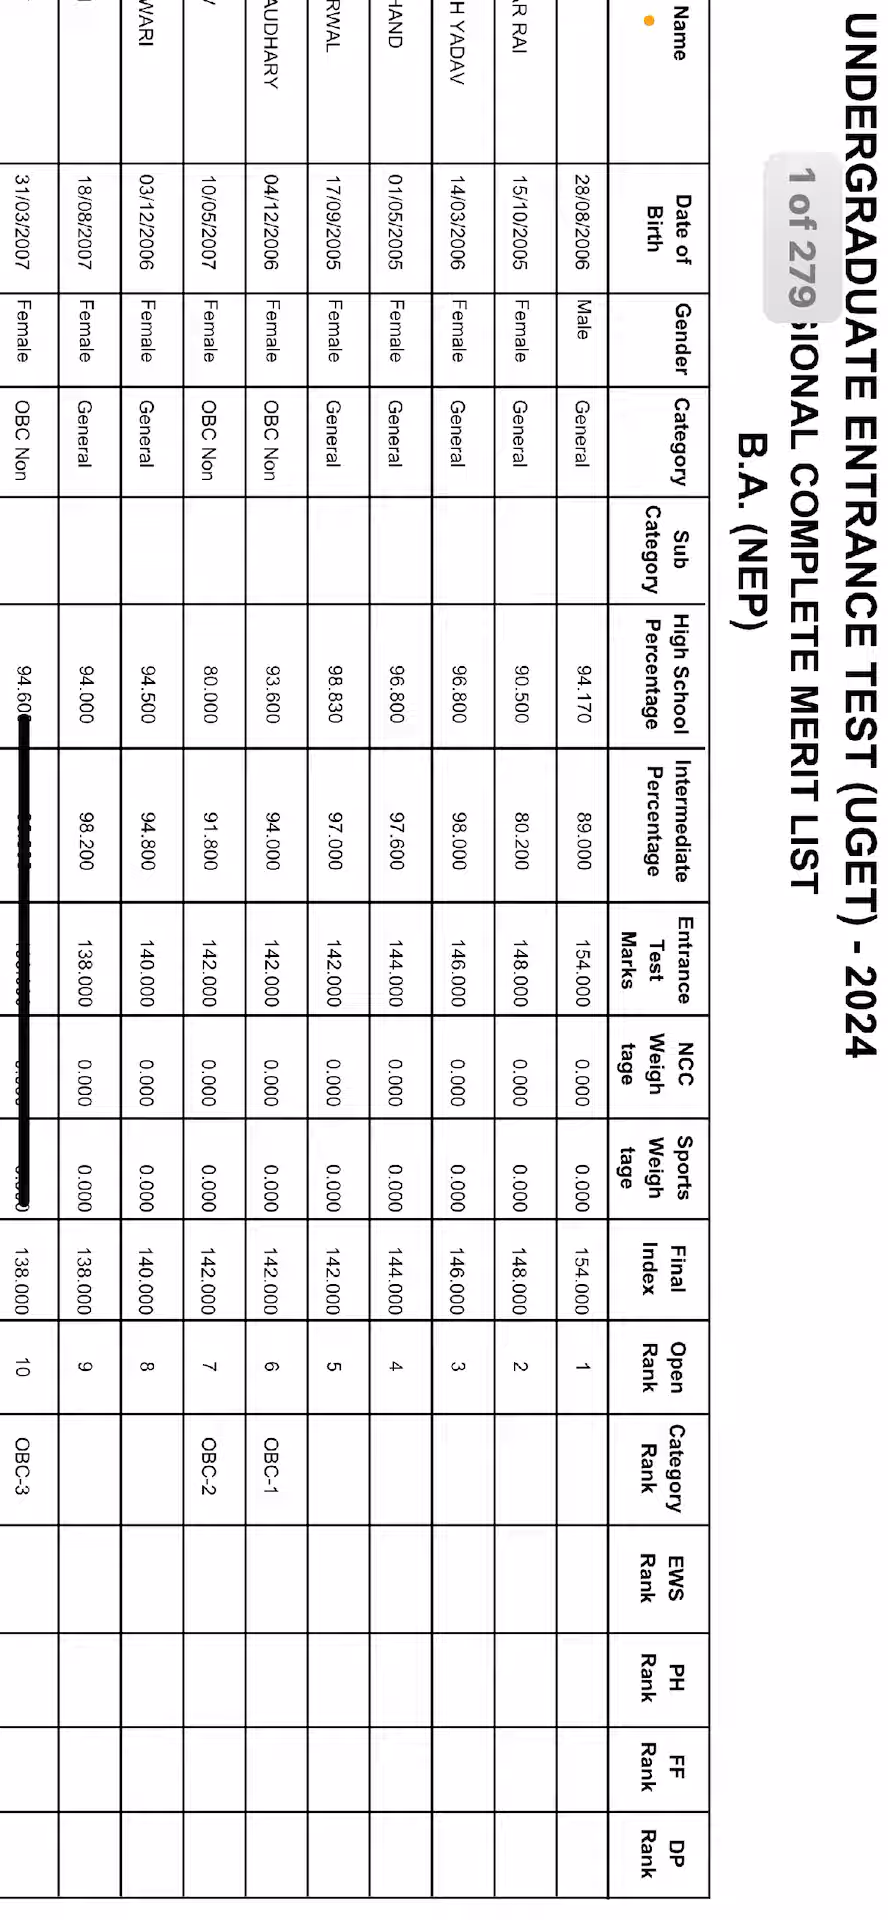 UNDERGRADUATE ENTRANCE TEST (UGET) - 2024
1 of 279 SIONAL COMPLETE MERIT LIST
B.A. (NEP)
Name Date of Birth Gender Category Sub Category High School Percentage Intermediate Percentage Entrance Test Marks NCC Weigh tage Sports Weigh tage Final Index Open Rank Category Rank EWS Rank PH Rank FF Rank DP Rank
28/08/2006 Male General 94.170 89.000 154.000 0.000 0.000 154.000 1
AR RAI 15/10/2005 Female General 90.500 80.200 148.000 0.000 0.000 148.000 2
H YADAV 14/03/2006 Female General 96.800 98.000 146.000 0.000 0.000 146.000 3
HAND 01/05/2005 Female General 96.800 97.600 144.000 0.000 0.000 144.000 4
RWAL 17/09/2005 Female General 98.830 97.000 142.000 0.000 0.000 142.000 5
AUDHARY 04/12/2006 Female OBC Non 93.600 94.000 142.000 0.000 0.000 142.000 6 OBC-1
10/05/2007 Female OBC Non 80.000 91.800 142.000 0.000 0.000 142.000 7 OBC-2
WARI 03/12/2006 Female General 94.500 94.800 140.000 0.000 0.000 140.000 8
18/08/2007 Female General 94.000 98.200 138.000 0.000 0.000 138.000 9
31/03/2007 Female OBC Non 94.600 138.000 10 OBC-3